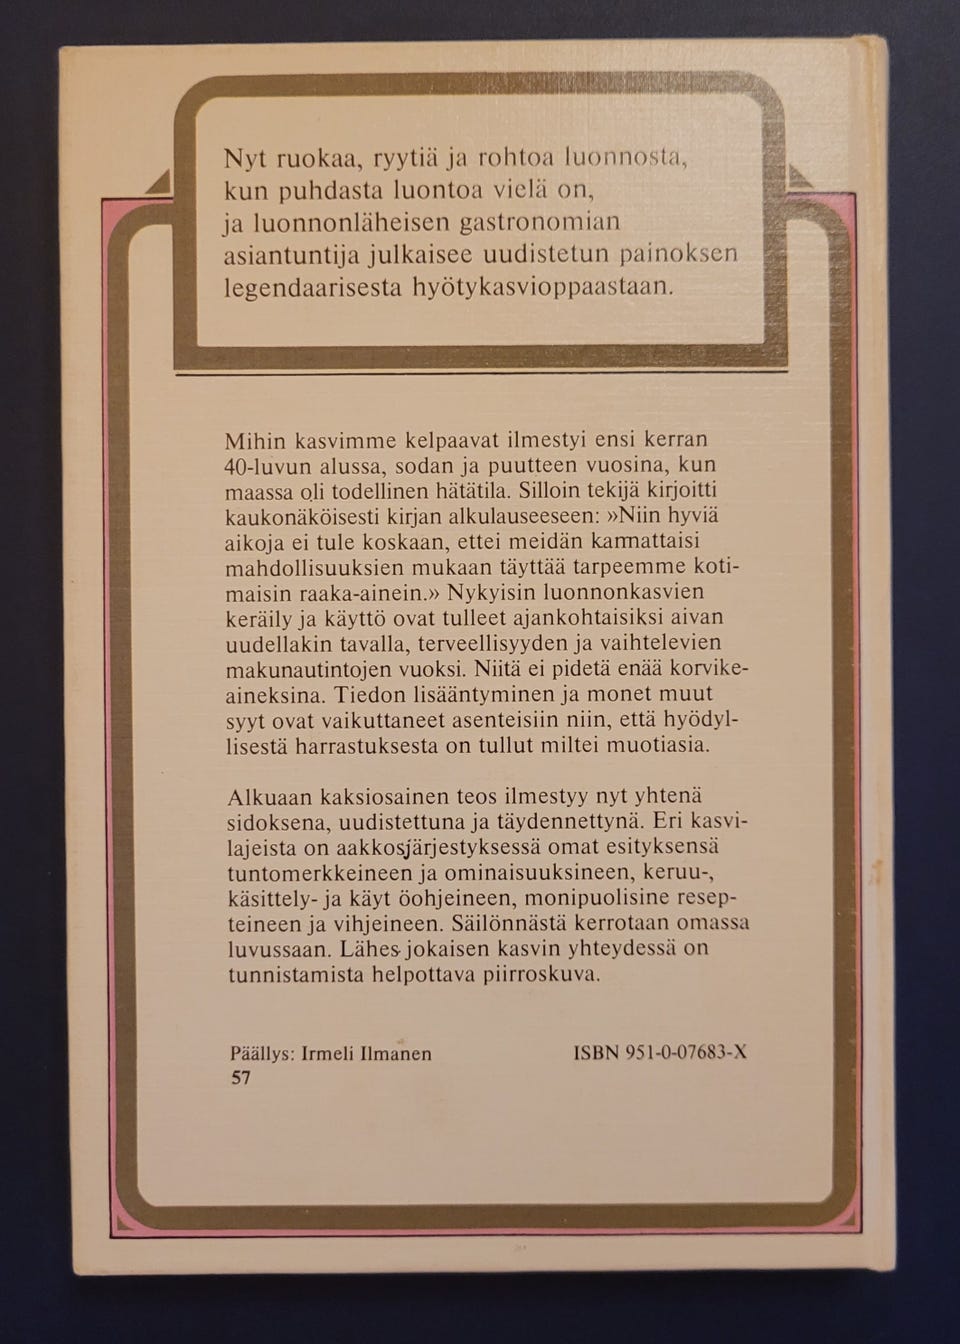 Nyt ruokaa, ryytiä ja rohtoa luonnosta,
kun puhdasta luontoa vielä on,
ja luonnonläheisen gastronomian
asiantuntija julkaisee uudistetun painoksen
legendaarisesta hyötykasvioppaastaan.
Mihin kasvimme kelpaavat ilmestyi ensi kerran
40-luvun alussa, sodan ja puutteen vuosina, kun
maassa oli todellinen hätätila. Silloin tekijä kirjoitti
kaukonäköisesti kirjan alkulauseeseen: »Niin hyviä
aikoja ei tule koskaan, ettei meidän kannattaisi
mahdollisuuksien mukaan täyttää tarpeemme koti-
maisin raaka-ainein.» Nykyisin luonnonkasvien
keräily ja käyttö ovat tulleet ajankohtaisiksi aivan
uudellakin tavalla, terveellisyyden ja vaihtelevien
makunautintojen vuoksi. Niitä ei pidetä enää korvike-
aineksina. Tiedon lisääntyminen ja monet muut
syyt ovat vaikuttaneet asenteisiin niin, että hyödyl-
lisestä harrastuksesta on tullut miltei muotiasia.
Alkuaan kaksiosainen teos ilmestyy nyt yhtenä
sidoksena, uudistettuna ja täydennettynä. Eri kasvi-
lajeista on aakkosjärjestyksessä omat esityksensä
tuntomerkkeineen ja ominaisuuksineen, keruu-,
käsittely- ja käyt öohjeineen, monipuolisine resep-
teineen ja vihjeineen. Säilönnästä kerrotaan omassa
luvussaan. Lähes jokaisen kasvin yhteydessä on
tunnistamista helpottava piirroskuva.
Päällys: Irmeli Ilmanen ISBN 951-0-07683-X
57